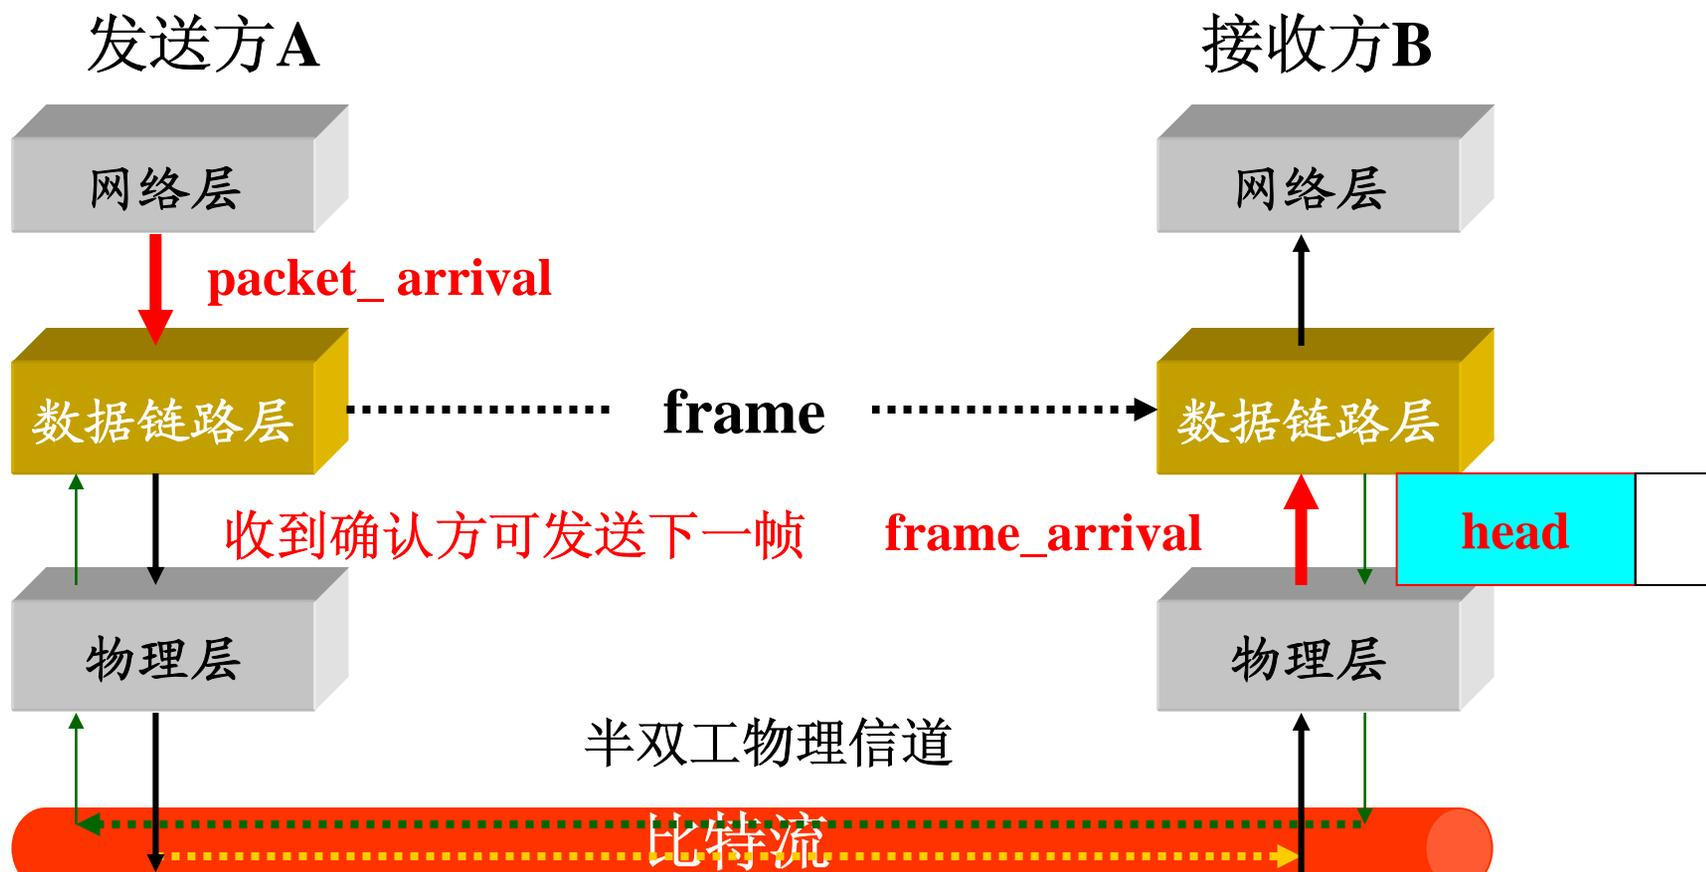 发送方A
接收方B
网络层
网络层
packet_ arrival
数据链路层
frame
数据链路层
收到确认方可发送下一帧
frame_arrival
head
物理层
物理层
半双工物理信道
比特流